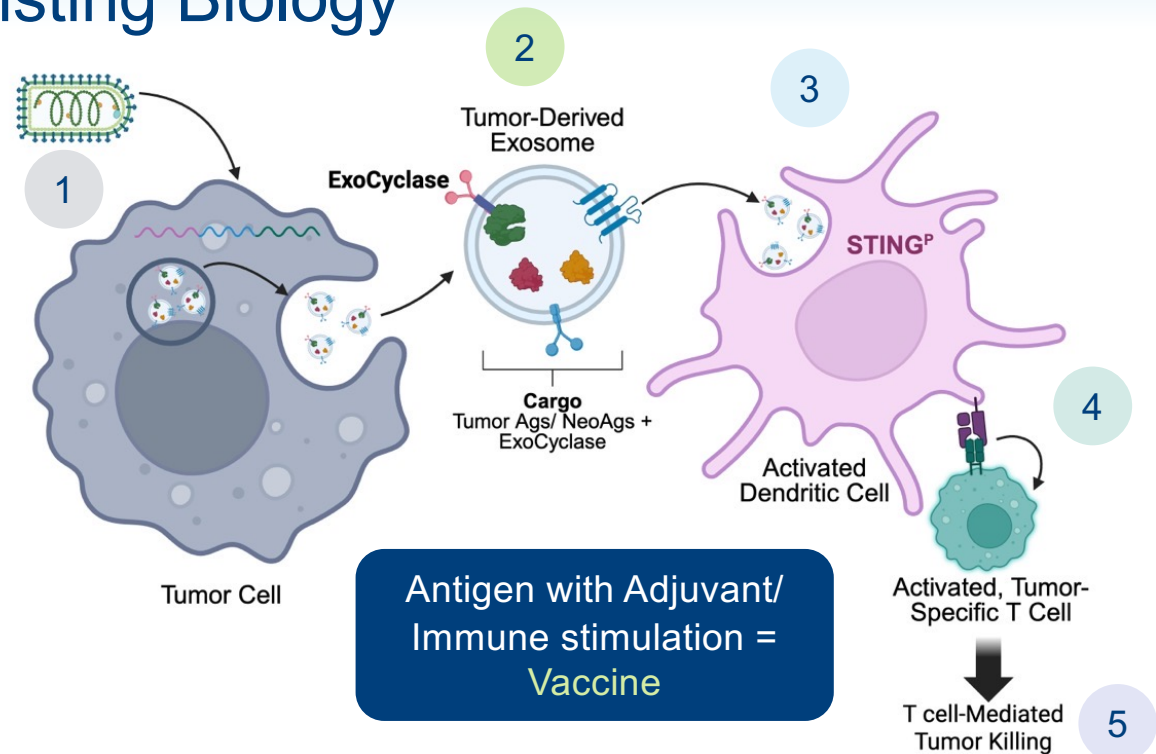 isting Biology
1
2
3
4
5
Tumor-Derived
Exosome
ExoCyclase
Cargo
Tumor Ags/ NeoAgs +
ExoCyclase
STINGᴾ
Activated
Dendritic Cell
Tumor Cell
Antigen with Adjuvant/
Immune stimulation =
Vaccine
Activated, Tumor-
Specific T Cell
T cell-Mediated
Tumor Killing